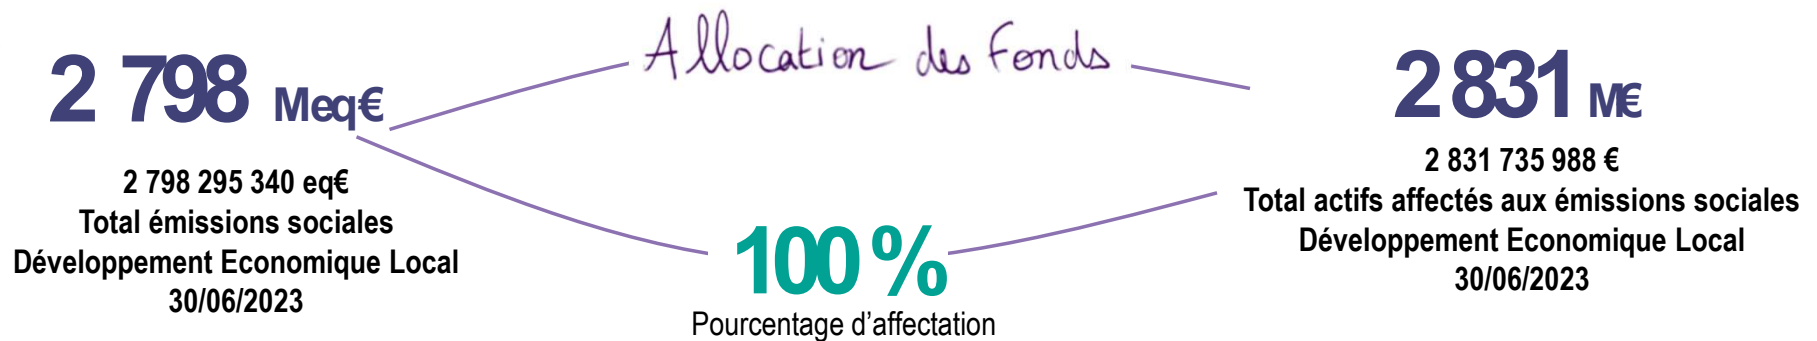 Allocation des Fonds
2 798 Meq€
2 798 295 340 eq€
Total émissions sociales
Développement Economique Local
30/06/2023
100 %
Pourcentage d’affectation
2 831 M€
2 831 735 988 €
Total actifs affectés aux émissions sociales
Développement Economique Local
30/06/2023